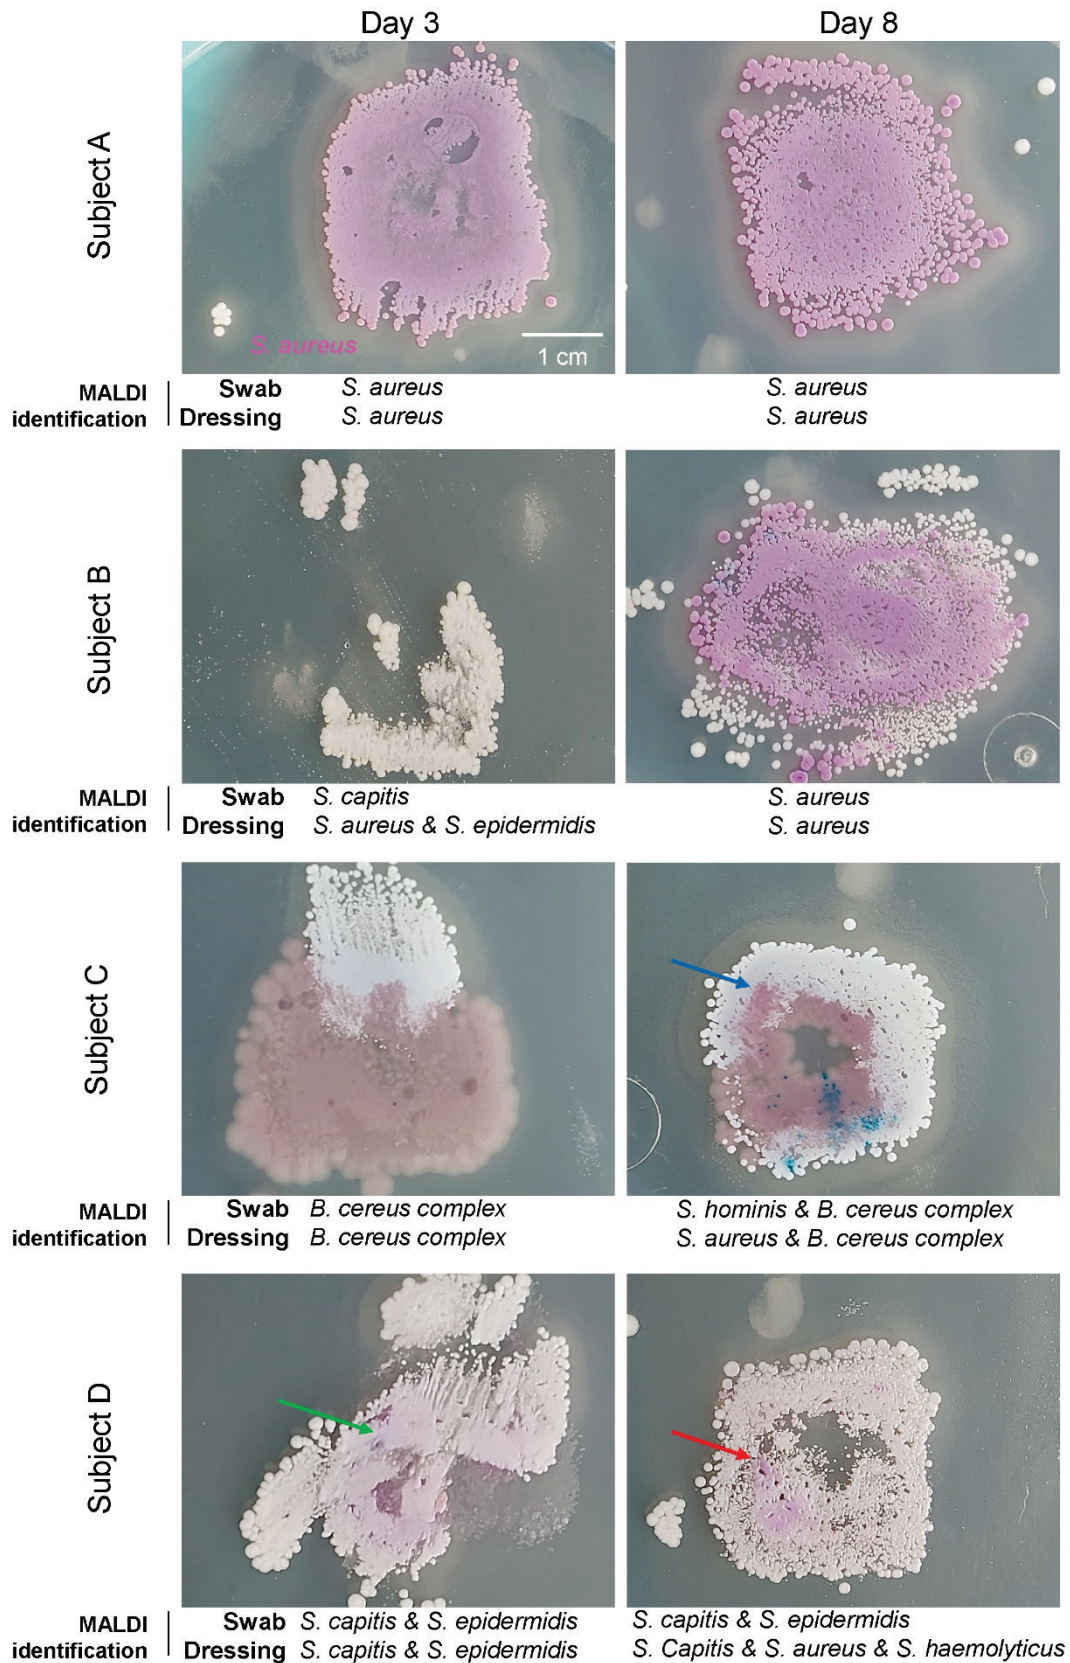 Day 3 Day 8
Subject A
S. aureus
1 cm
MALDI identification
Swab S. aureus S. aureus
Dressing S. aureus S. aureus
Subject B
MALDI identification
Swab S. capitis S. aureus
Dressing S. aureus & S. epidermidis S. aureus
Subject C
MALDI identification
Swab B. cereus complex S. hominis & B. cereus complex
Dressing B. cereus complex S. aureus & B. cereus complex
Subject D
MALDI identification
Swab S. capitis & S. epidermidis S. capitis & S. epidermidis
Dressing S. capitis & S. epidermidis S. Capitis & S. aureus & S. haemolyticus